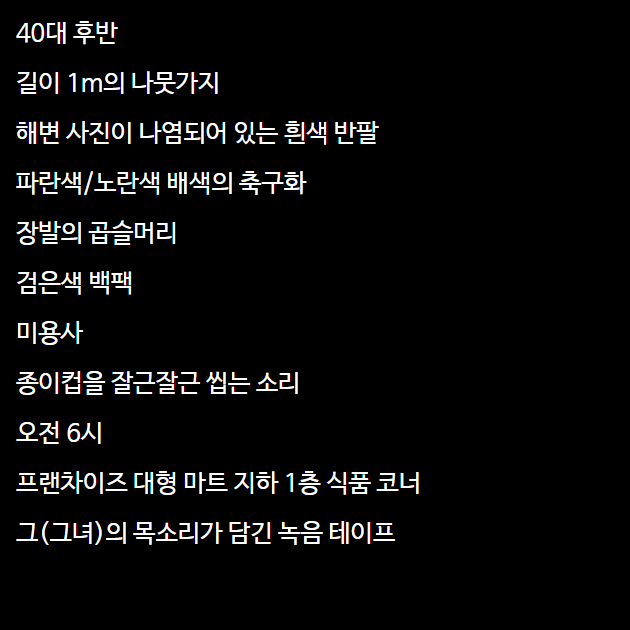 40대 후반
길이 1m의 나뭇가지
해변 사진이 나염되어 있는 흰색 반팔
파란색/노란색 배색의 축구화
장발의 곱슬머리
검은색 백팩
미용사
종이컵을 잘근잘근 씹는 소리
오전 6시
프랜차이즈 대형 마트 지하 1층 식품 코너
그(그녀)의 목소리가 담긴 녹음 테이프